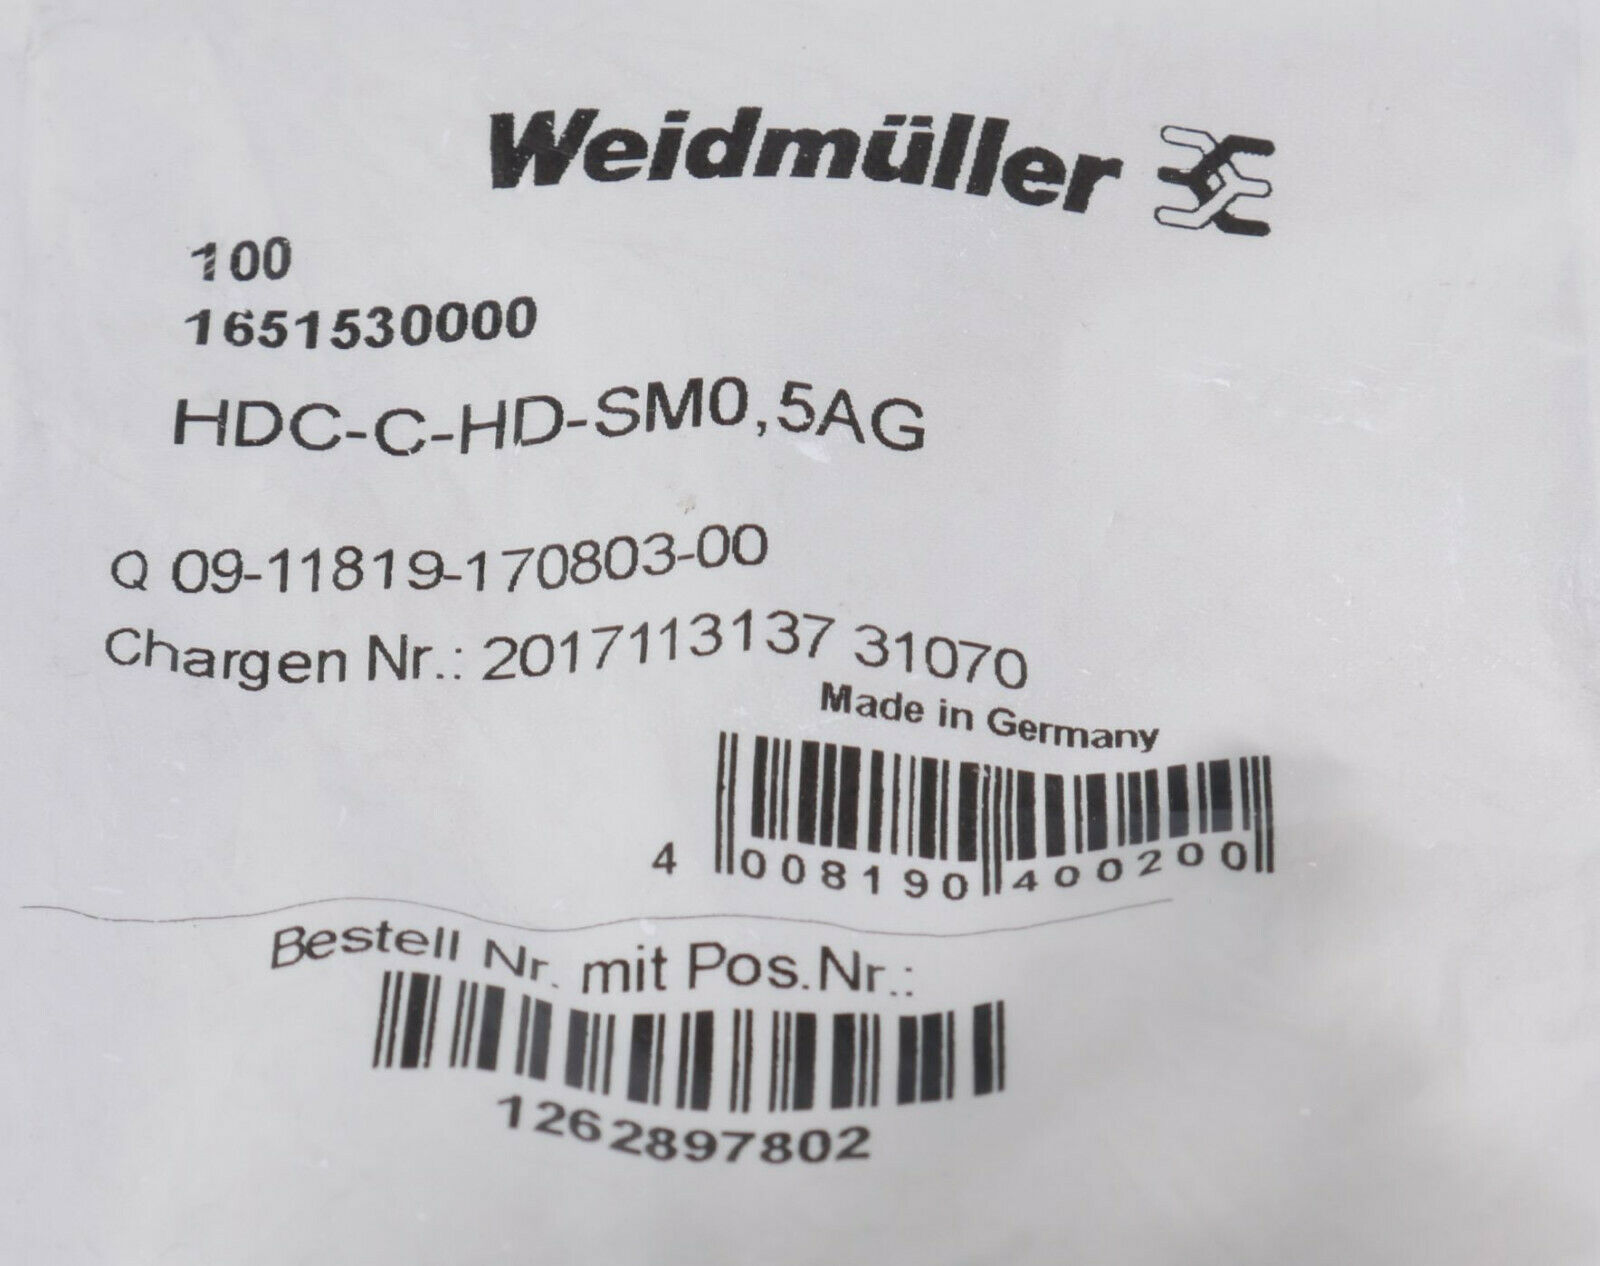 Weidmüller
100
1651530000
HDC-C-HD-SM0,5AG
Q 09-11819-170803-00
Chargen Nr.: 2017113137 31070
Made in Germany
4 008190 400200
Bestell Nr. mit Pos.Nr.:
1262897802